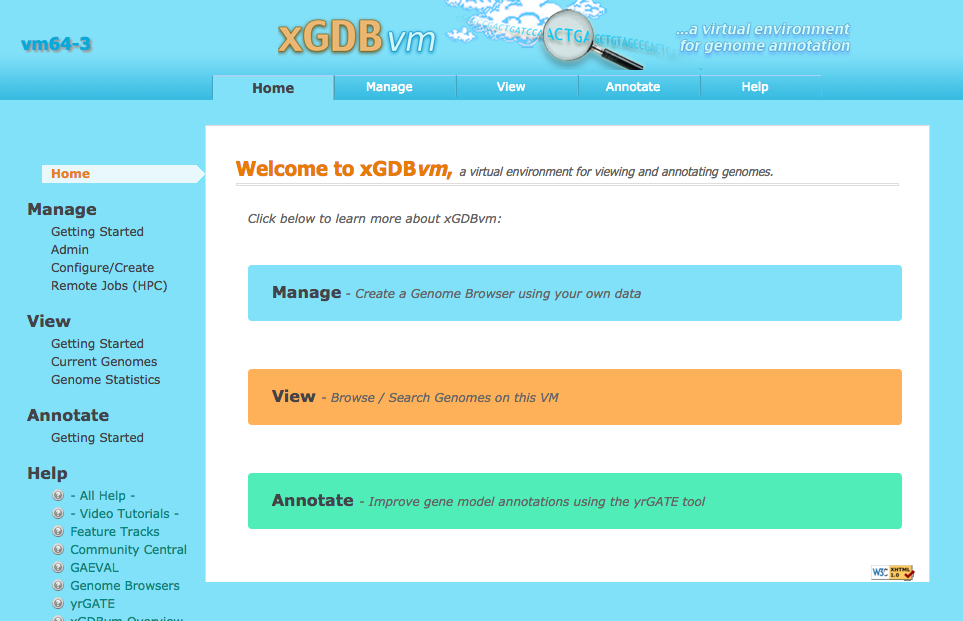 vm64-3
xGDBvm
ACTGATCCA ACTGA
...a virtual environment
for genome annotation
Home Manage View Annotate Help
Home
Manage
Getting Started
Admin
Configure/Create
Remote Jobs (HPC)
View
Getting Started
Current Genomes
Genome Statistics
Annotate
Getting Started
Help
- All Help -
- Video Tutorials -
Feature Tracks
Community Central
GAEVAL
Genome Browsers
yrGATE
xGDBvm Overview
Welcome to xGDBvm, a virtual environment for viewing and annotating genomes.
Click below to learn more about xGDBvm:
Manage - Create a Genome Browser using your own data
View - Browse / Search Genomes on this VM
Annotate - Improve gene model annotations using the yrGATE tool
W3C XHTML 1.0